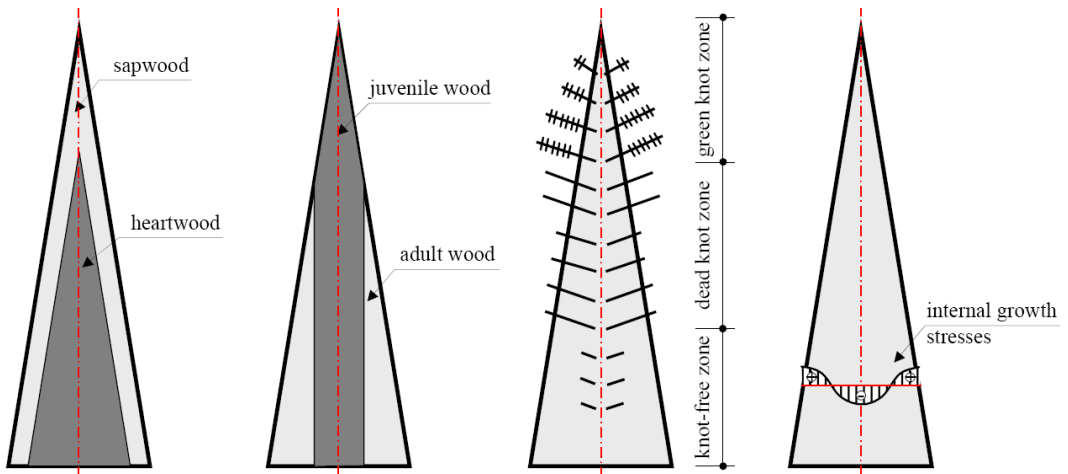 sapwood
heartwood
juvenile wood
adult wood
green knot zone
dead knot zone
knot-free zone
internal growth
stresses